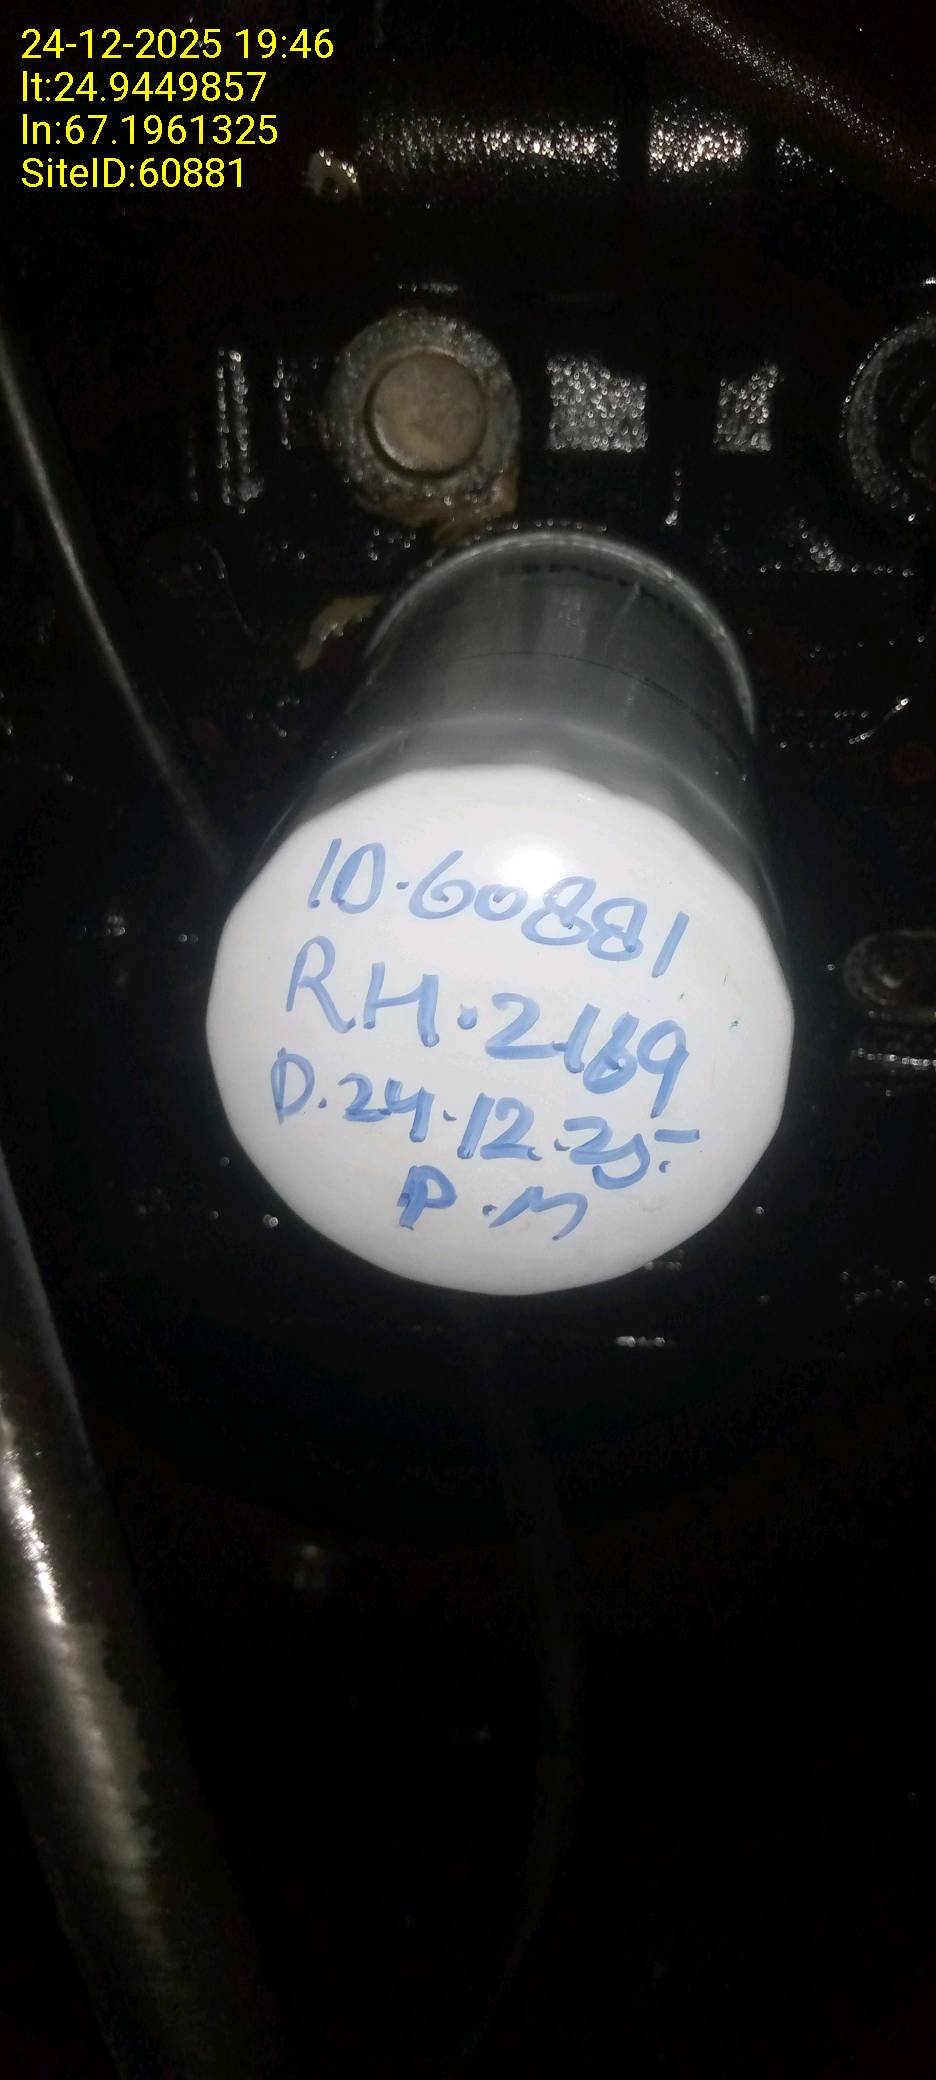 24-12-2025 19:46
lt:24.9449857
ln:67.1961325
SiteID:60881
ID.60881
R.H.2169
D.24.12.25.
P.M